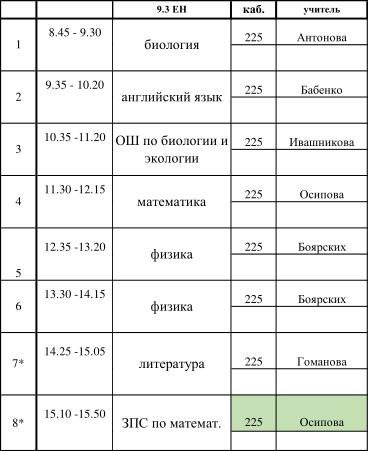 9.3 ЕН каб. учитель
1 8.45 - 9.30 биология 225 Антонова
2 9.35 - 10.20 английский язык 225 Бабенко
3 10.35 -11.20 ОШ по биологии и 225 Ивашникова
экологии
4 11.30 -12.15 математика 225 Осипова
5 12.35 -13.20 физика 225 Боярских
6 13.30 -14.15 физика 225 Боярских
7* 14.25 -15.05 литература 225 Гоманова
8* 15.10 -15.50 ЗПС по математ. 225 Осипова